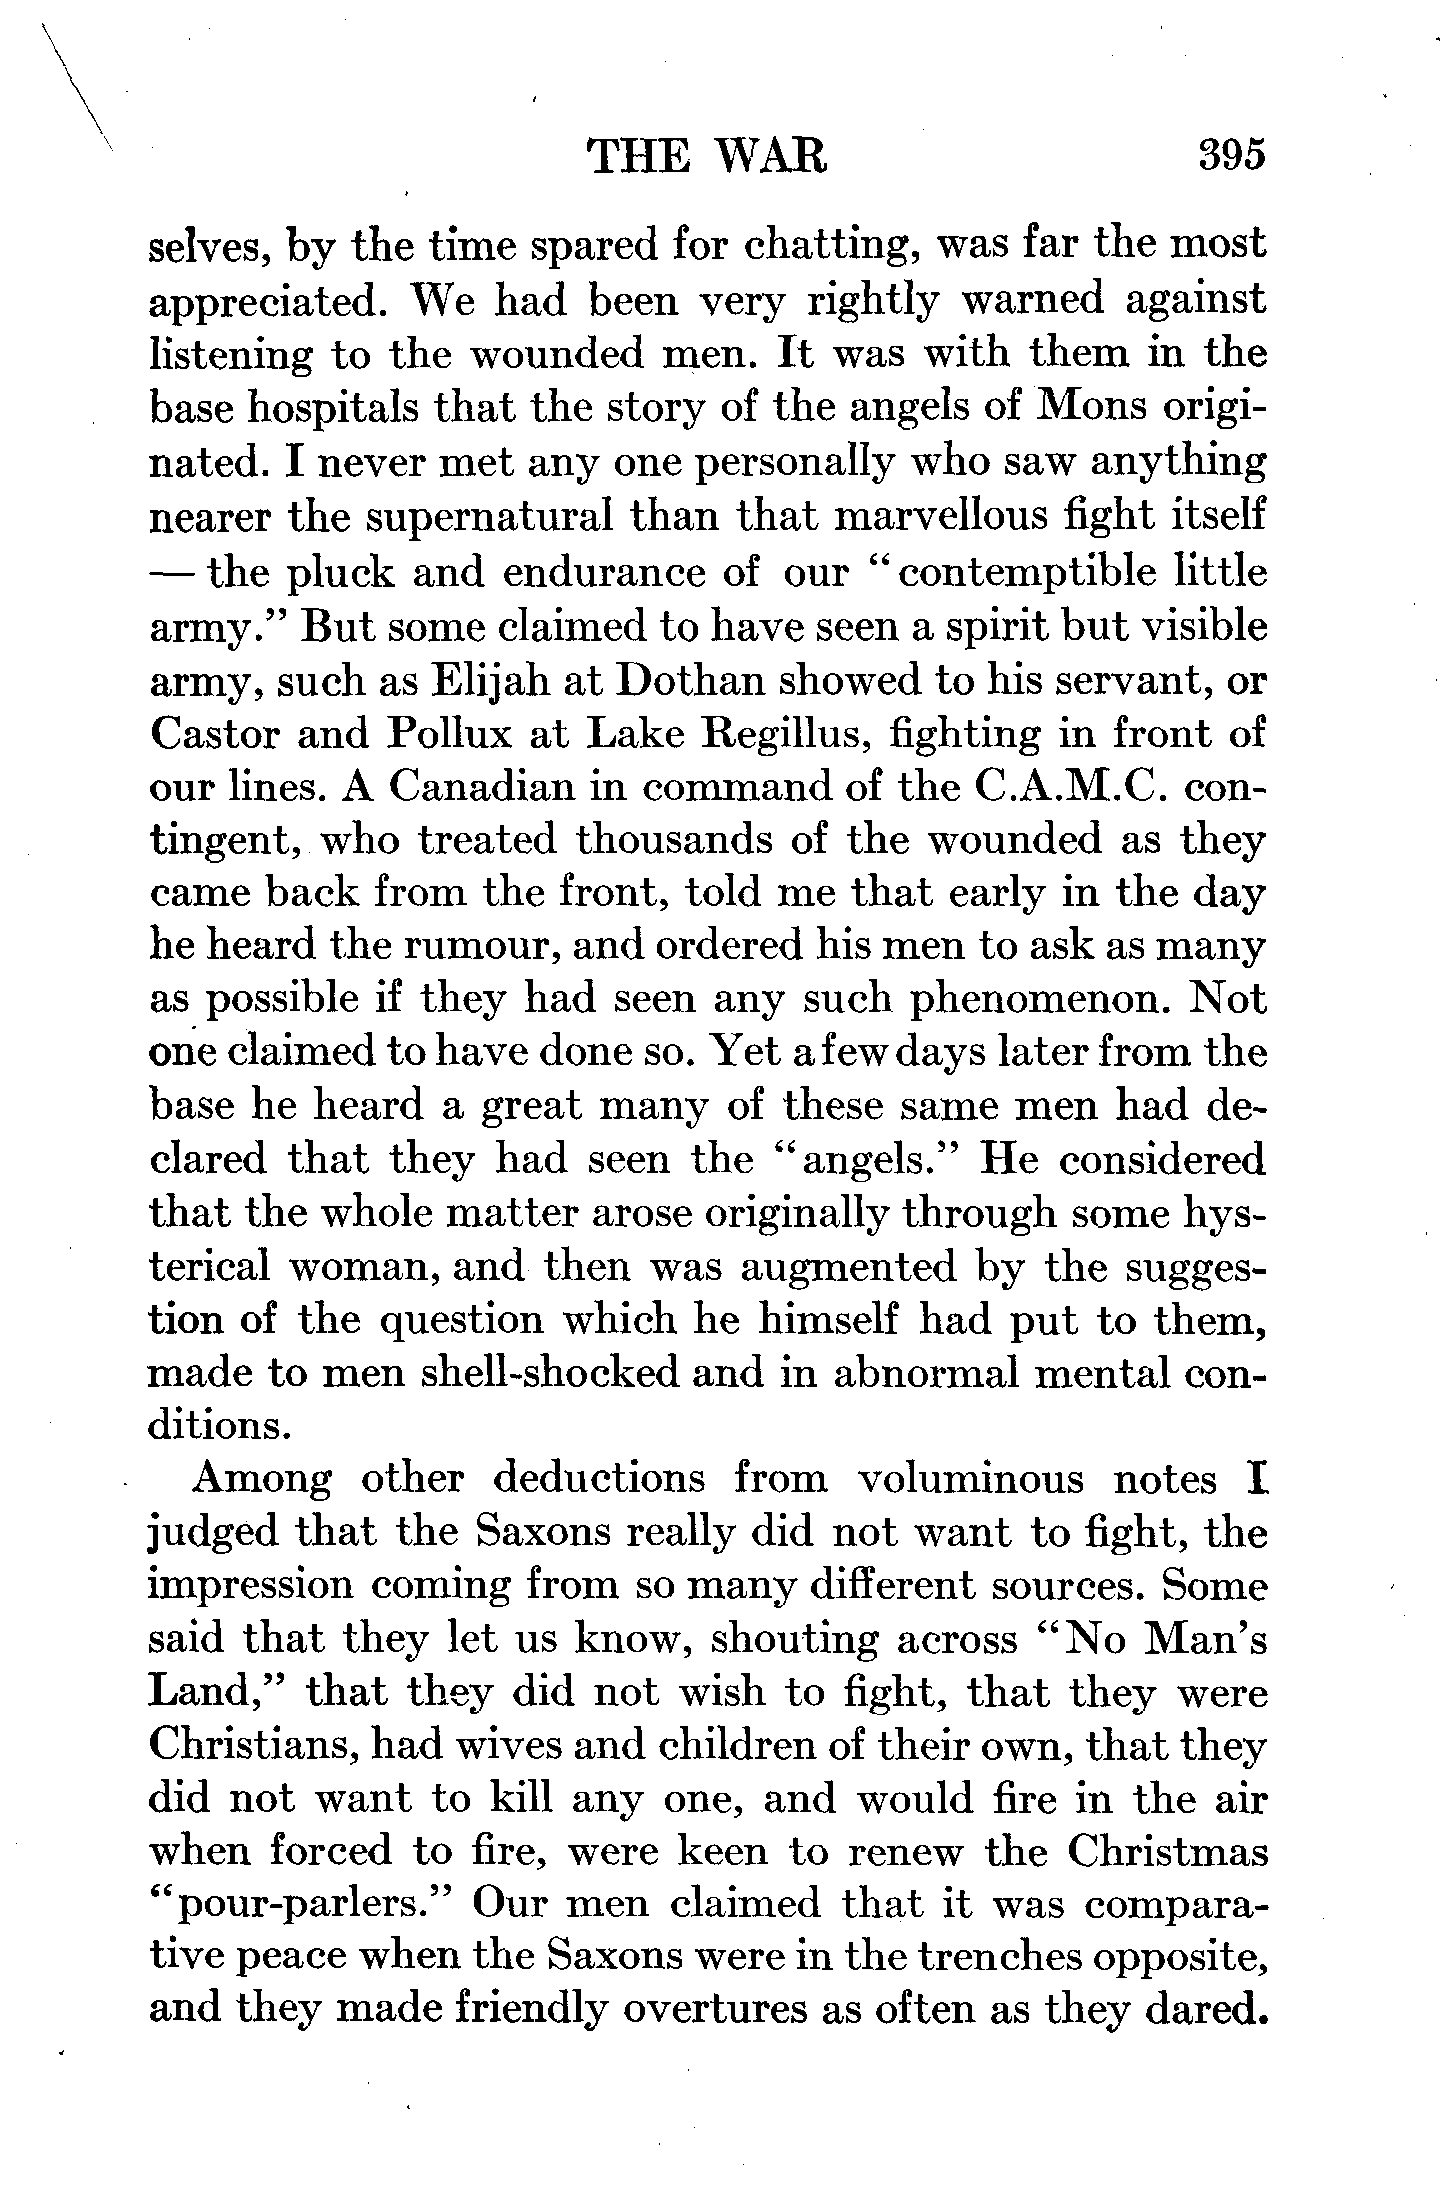 THE WAR 395
selves, by the time spared for chatting, was far the most
appreciated. We had been very rightly warned against
listening to the wounded men. It was with them in the
base hospitals that the story of the angels of Mons origi-
nated. I never met any one personally who saw anything
nearer the supernatural than that marvellous fight itself
— the pluck and endurance of our "contemptible little
army." But some claimed to have seen a spirit but visible
army, such as Elijah at Dothan showed to his servant, or
Castor and Pollux at Lake Regillus, fighting in front of
our lines. A Canadian in command of the C.A.M.C. con-
tingent, who treated thousands of the wounded as they
came back from the front, told me that early in the day
he heard the rumour, and ordered his men to ask as many
as possible if they had seen any such phenomenon. Not
one claimed to have done so. Yet a few days later from the
base he heard a great many of these same men had de-
clared that they had seen the "angels." He considered
that the whole matter arose originally through some hys-
terical woman, and then was augmented by the sugges-
tion of the question which he himself had put to them,
made to men shell-shocked and in abnormal mental con-
ditions.
Among other deductions from voluminous notes I
judged that the Saxons really did not want to fight, the
impression coming from so many different sources. Some
said that they let us know, shouting across "No Man's
Land," that they did not wish to fight, that they were
Christians, had wives and children of their own, that they
did not want to kill any one, and would fire in the air
when forced to fire, were keen to renew the Christmas
"pour-parlers." Our men claimed that it was compara-
tive peace when the Saxons were in the trenches opposite,
and they made friendly overtures as often as they dared.